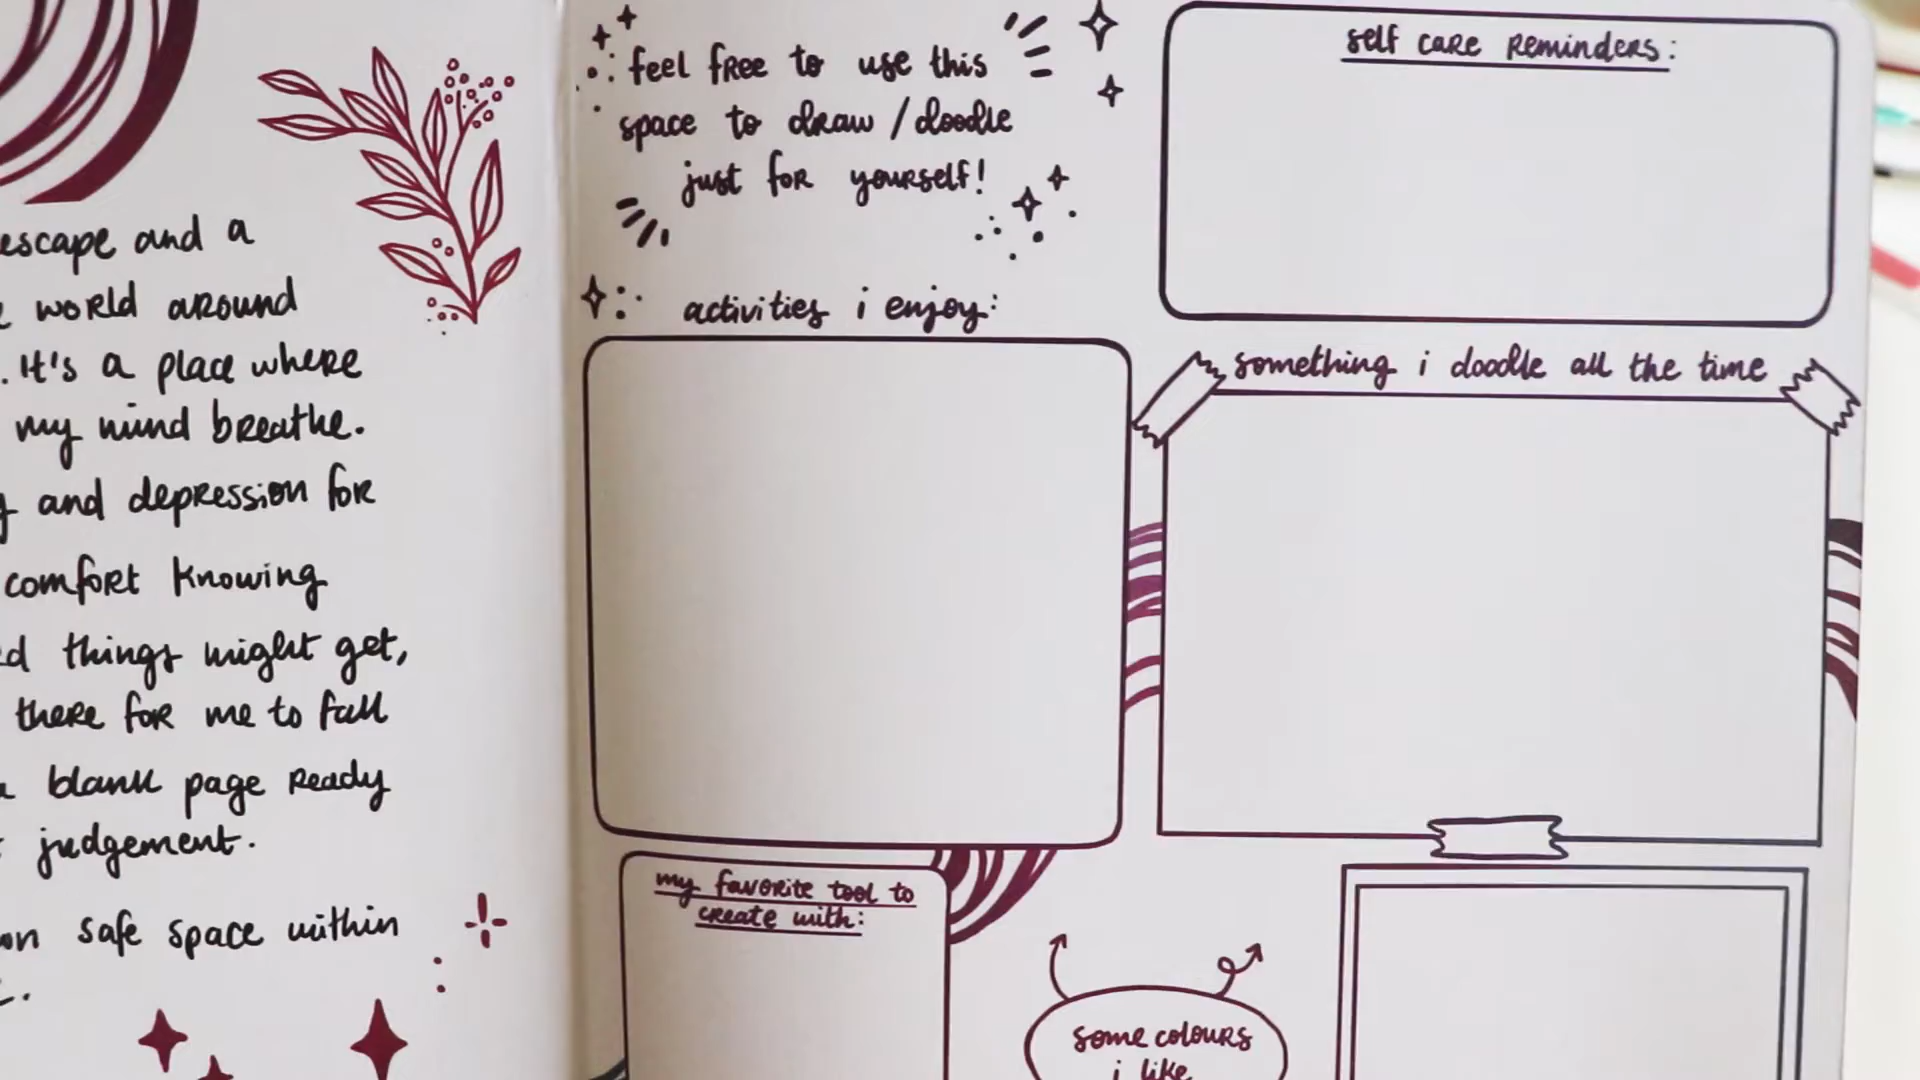 escape and a
world around
. It's a place where
my mind breathe.
and depression for
comfort knowing
things might get,
there for me to fall
blank page ready
judgement.
safe space within
feel free to use this
space to draw / doodle
just for yourself!
activities i enjoy:
self care reminders:
something i doodle all the time
my favorite tool to
create with:
some colours
i like